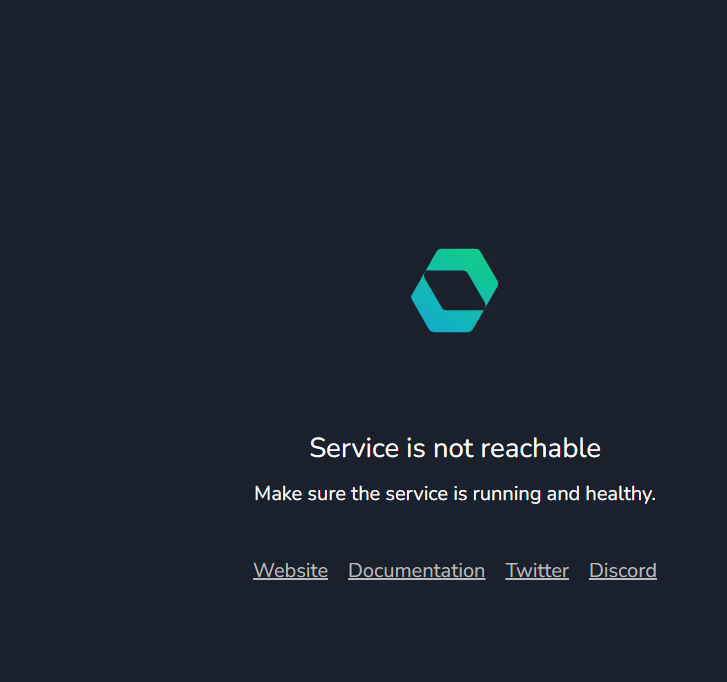 Service is not reachable
Make sure the service is running and healthy.
Website Documentation Twitter Discord